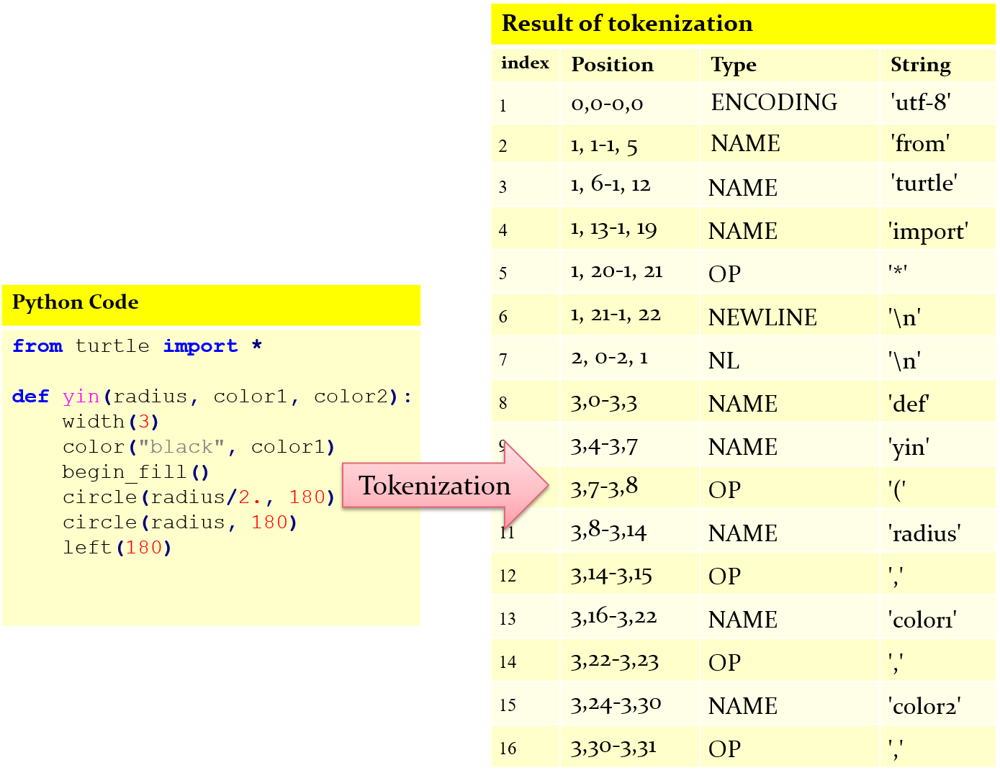 Python Code
from turtle import *
def yin(radius, color1, color2):
width(3)
color("black", color1)
begin_fill()
circle(radius/2., 180)
circle(radius, 180)
left(180)
Tokenization
Result of tokenization
index Position Type String
1 0,0-0,0 ENCODING 'utf-8'
2 1, 1-1, 5 NAME 'from'
3 1, 6-1, 12 NAME 'turtle'
4 1, 13-1, 19 NAME 'import'
5 1, 20-1, 21 OP '*'
6 1, 21-1, 22 NEWLINE '\n'
7 2, 0-2, 1 NL '\n'
8 3,0-3,3 NAME 'def'
9 3,4-3,7 NAME 'yin'
3,7-3,8 OP '('
11 3,8-3,14 NAME 'radius'
12 3,14-3,15 OP ','
13 3,16-3,22 NAME 'color1'
14 3,22-3,23 OP ','
15 3,24-3,30 NAME 'color2'
16 3,30-3,31 OP ','